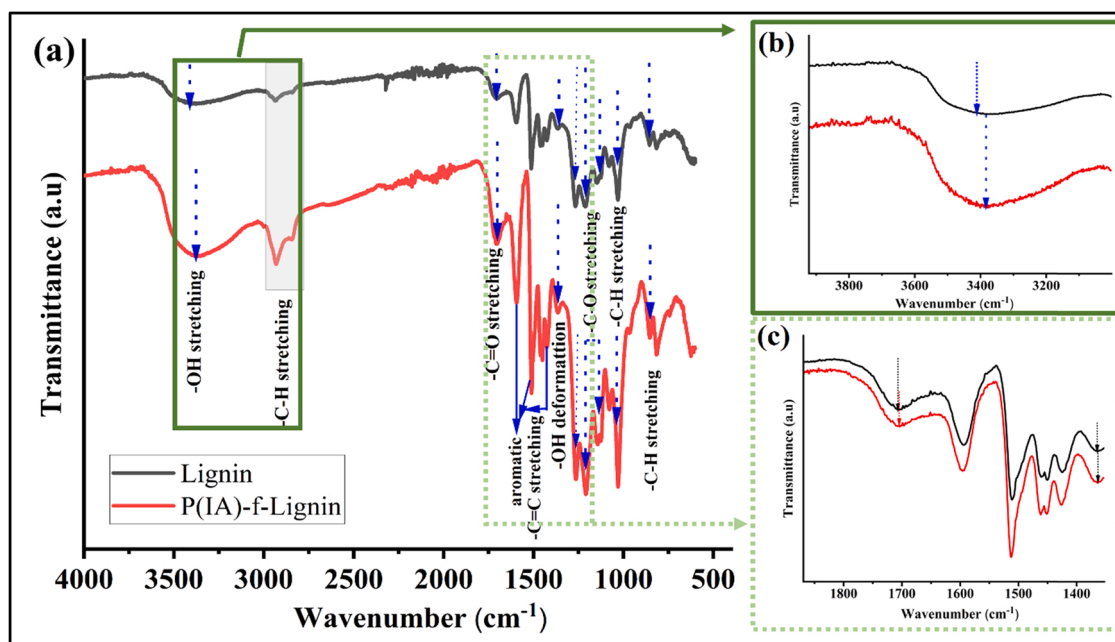 (a)
Transmittance (a.u)
-OH stretching
-C-H stretching
-C=O stretching
aromatic
-C=C stretching
-OH deformattion
-C-O stretching
-C-H stretching
-C-H stretching
Lignin
P(IA)-f-Lignin
4000 3500 3000 2500 2000 1500 1000 500
Wavenumber (cm⁻¹)
(b)
Transmittance (a.u)
3800 3600 3400 3200
Wavenumber (cm⁻¹)
(c)
Transmittance (a.u)
1800 1700 1600 1500 1400
Wavenumber (cm⁻¹)